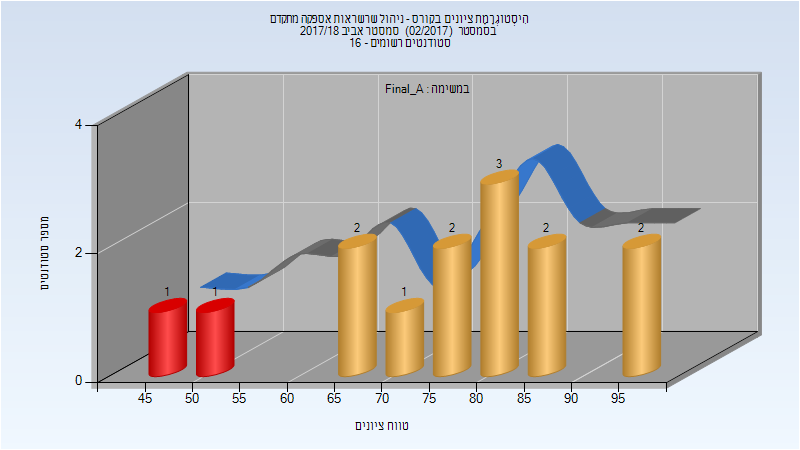 היסטוגרמת ציונים בקורס - ניהול שרשראות אספקה מתקדם
בסמסטר (02/2017) סמסטר אביב 2017/18
סטודנטים רשומים - 16
במשימה : Final_A
מספר סטודנטים
4
2
0
1
1
2
1
2
3
2
2
45 50 55 60 65 70 75 80 85 90 95
טווח ציונים